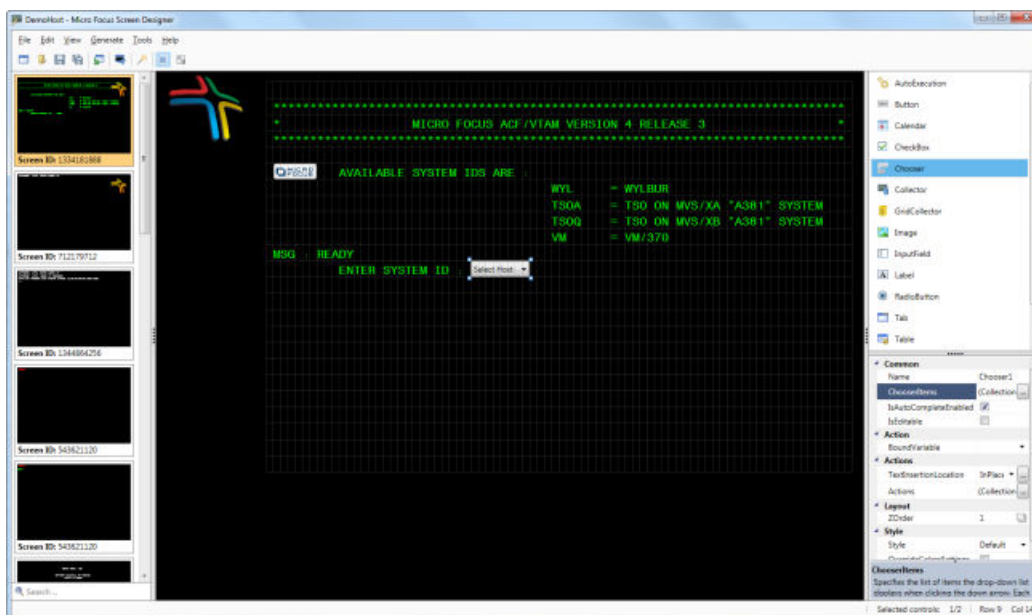 DemoHost - Micro Focus Screen Designer
File Edit View Generate Tools Help
Screen ID: 1334181888
Screen ID: 712179712
Screen ID: 1344864256
Screen ID: 543621120
Screen ID: 543621120
Search...
* MICRO FOCUS ACF/VTAM VERSION 4 RELEASE 3 *
AVAILABLE SYSTEM IDS ARE :
WYL = WYLBUR
TSOA = TSO ON MVS/XA "A381" SYSTEM
TSOQ = TSO ON MVS/XB "A381" SYSTEM
VM = VM/370
MSG : READY
ENTER SYSTEM ID : Select Host
AutoExecution
Button
Calendar
CheckBox
Chooser
Collector
GridCollector
Image
InputField
Label
RadioButton
Tab
Table
Common
Name Chooser1
ChooserItems (Collection
IsAutoCompleteEnabled
IsEditable
Action
BoundVariable
Actions
TextInsertionLocation InPlace
Actions (Collection
Layout
ZOrder 1
Style
Style Default
ChooserItems
Specifies the list of items the drop-down list
displays when clicking the down arrow. Each
Selected controls: 1/2 Row 9 Col 14